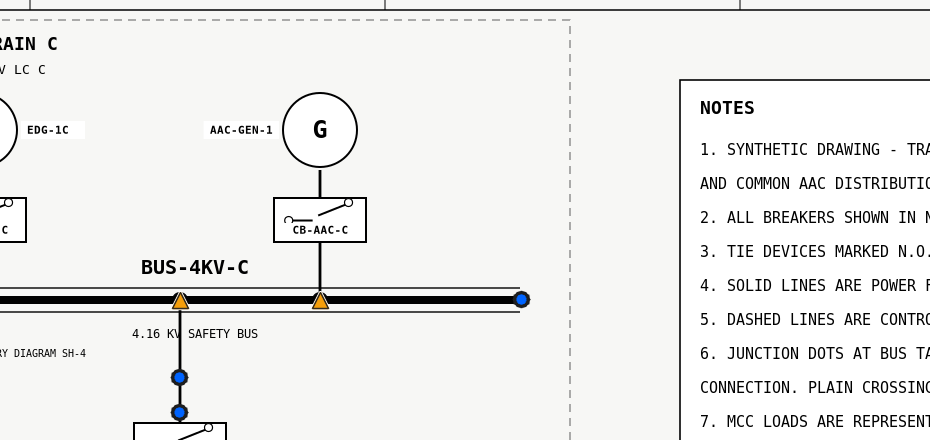 RAIN C
V LC C
EDG-1C
AAC-GEN-1
G
C
CB-AAC-C
BUS-4KV-C
4.16 KV SAFETY BUS
RY DIAGRAM SH-4
NOTES
1. SYNTHETIC DRAWING - TRA
AND COMMON AAC DISTRIBUTIO
2. ALL BREAKERS SHOWN IN N
3. TIE DEVICES MARKED N.O.
4. SOLID LINES ARE POWER F
5. DASHED LINES ARE CONTRO
6. JUNCTION DOTS AT BUS TA
CONNECTION. PLAIN CROSSING
7. MCC LOADS ARE REPRESENT